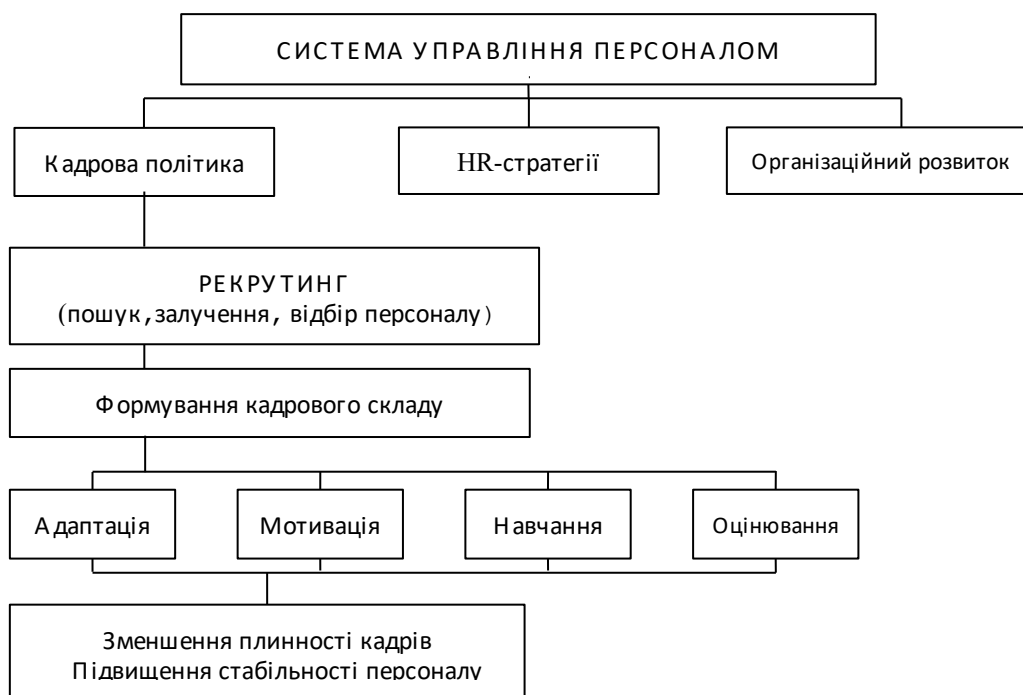 СИСТЕМА УПРАВЛІННЯ ПЕРСОНАЛОМ
Кадрова політика
HR-стратегії
Організаційний розвиток
РЕКРУТИНГ
(пошук,залучення, відбір персоналу)
Формування кадрового складу
Адаптація
Мотивація
Навчання
Оцінювання
Зменшення плинності кадрів
Підвищення стабільності персоналу